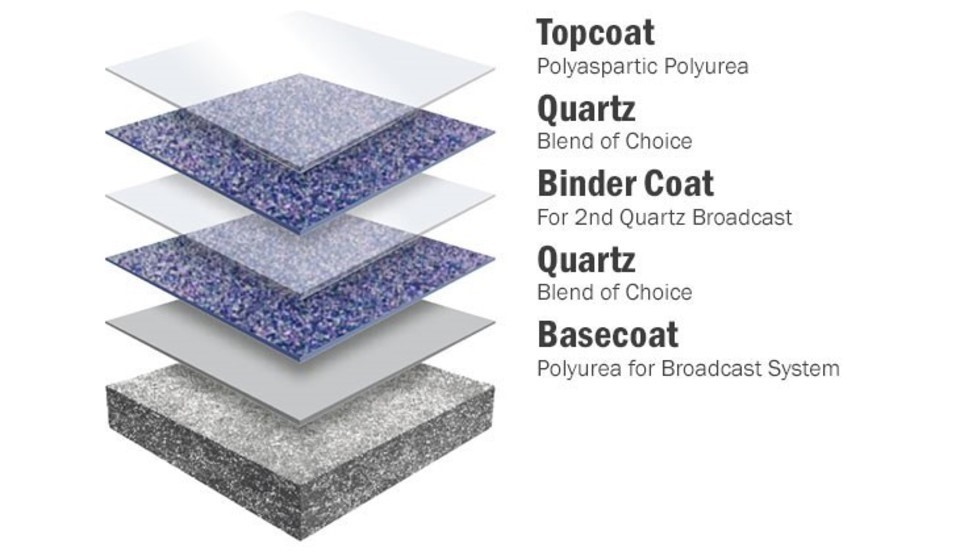 Topcoat
Polyaspartic Polyurea
Quartz
Blend of Choice
Binder Coat
For 2nd Quartz Broadcast
Quartz
Blend of Choice
Basecoat
Polyurea for Broadcast System